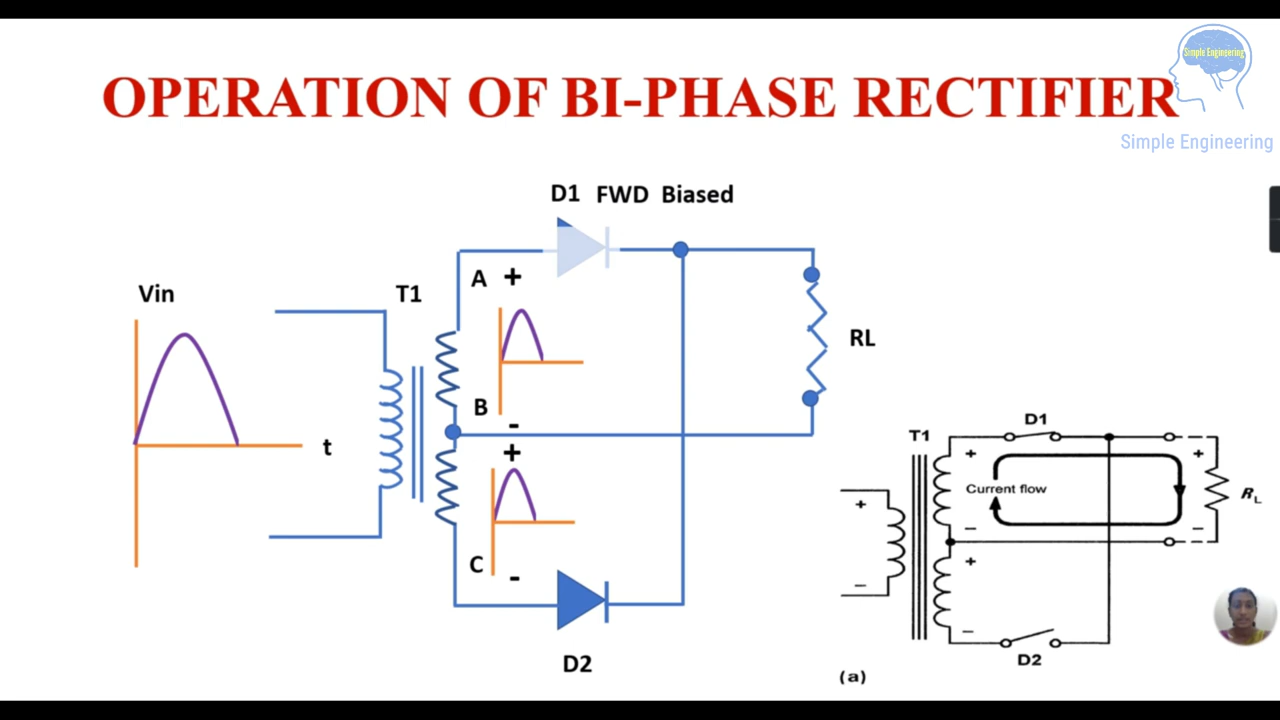 Simple Engineering
OPERATION OF BI-PHASE RECTIFIER
Simple Engineering
D1 FWD Biased
A +
Vin
T1
RL
B
-
+
t
C
-
D2
D1
T1
+
+
Current flow
+
RL
-
-
-
+
-
D2
(a)